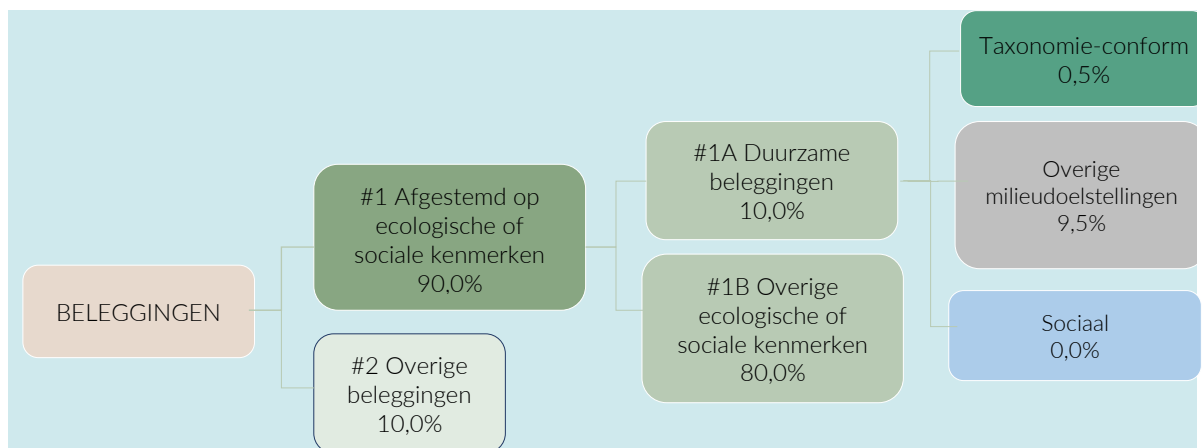 BELEGGINGEN
#1 Afgestemd op
ecologische of
sociale kenmerken
90,0%
#2 Overige
beleggingen
10,0%
#1A Duurzame
beleggingen
10,0%
#1B Overige
ecologische of
sociale kenmerken
80,0%
Taxonomie-conform
0,5%
Overige
milieudoelstellingen
9,5%
Sociaal
0,0%